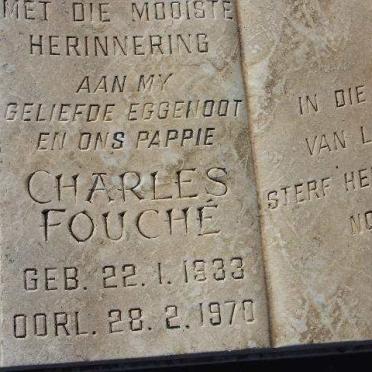 MET DIE MOOISTE
HERINNERING
AAN MY
GELIEFDE EGGENOOT
EN ONS PAPPIE
CHARLES
FOUCHÉ
GEB. 22.1.1933
OORL. 28.2.1970
IN DIE
VAN
STERF